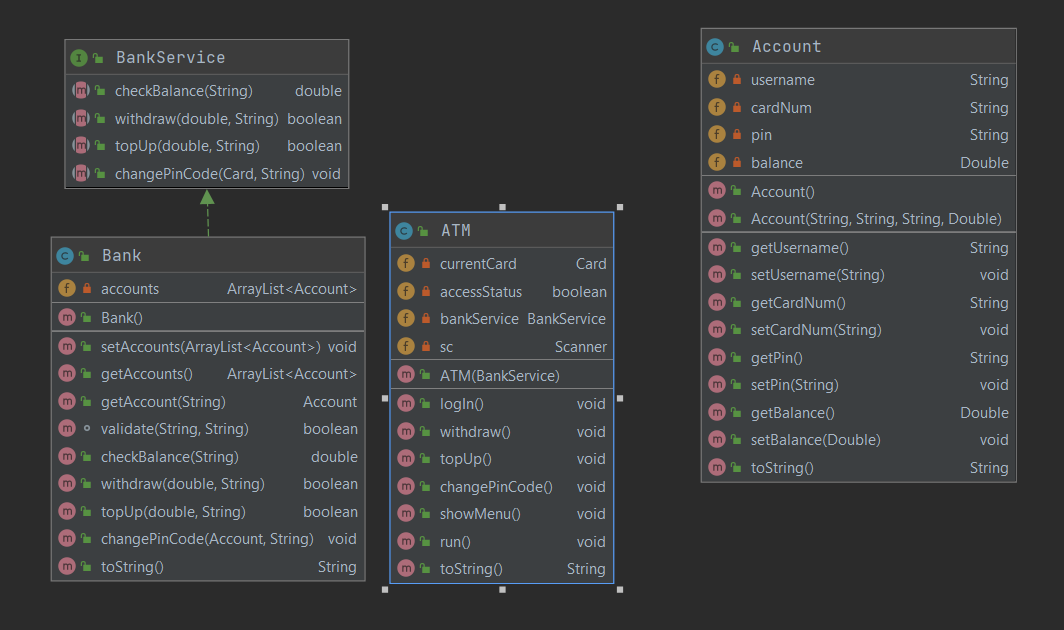 BankService
checkBalance(String) double
withdraw(double, String) boolean
topUp(double, String) boolean
changePinCode(Card, String) void
Bank
accounts ArrayList<Account>
Bank()
setAccounts(ArrayList<Account>) void
getAccounts() ArrayList<Account>
getAccount(String) Account
validate(String, String) boolean
checkBalance(String) double
withdraw(double, String) boolean
topUp(double, String) boolean
changePinCode(Account, String) void
toString() String
ATM
currentCard Card
accessStatus boolean
bankService BankService
sc Scanner
ATM(BankService)
logIn() void
withdraw() void
topUp() void
changePinCode() void
showMenu() void
run() void
toString() String
Account
username String
cardNum String
pin String
balance Double
Account()
Account(String, String, String, Double)
getUsername() String
setUsername(String) void
getCardNum() String
setCardNum(String) void
getPin() String
setPin(String) void
getBalance() Double
setBalance(Double) void
toString() String